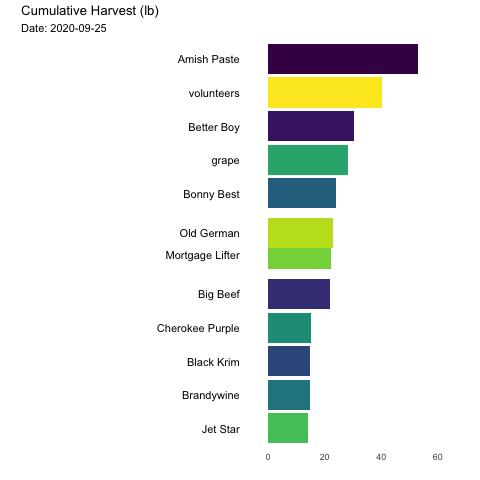 Cumulative Harvest (lb)
Date: 2020-09-25
Amish Paste
volunteers
Better Boy
grape
Bonny Best
Old German
Mortgage Lifter
Big Beef
Cherokee Purple
Black Krim
Brandywine
Jet Star
0 20 40 60